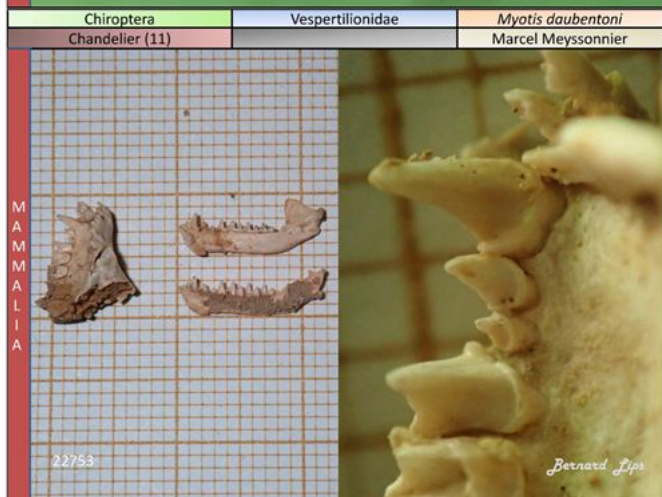 Chiroptera
Vespertilionidae
Myotis daubentoni
Chandelier (11)
Marcel Meyssonnier
MAMMALIA
22753
Bernard Lips